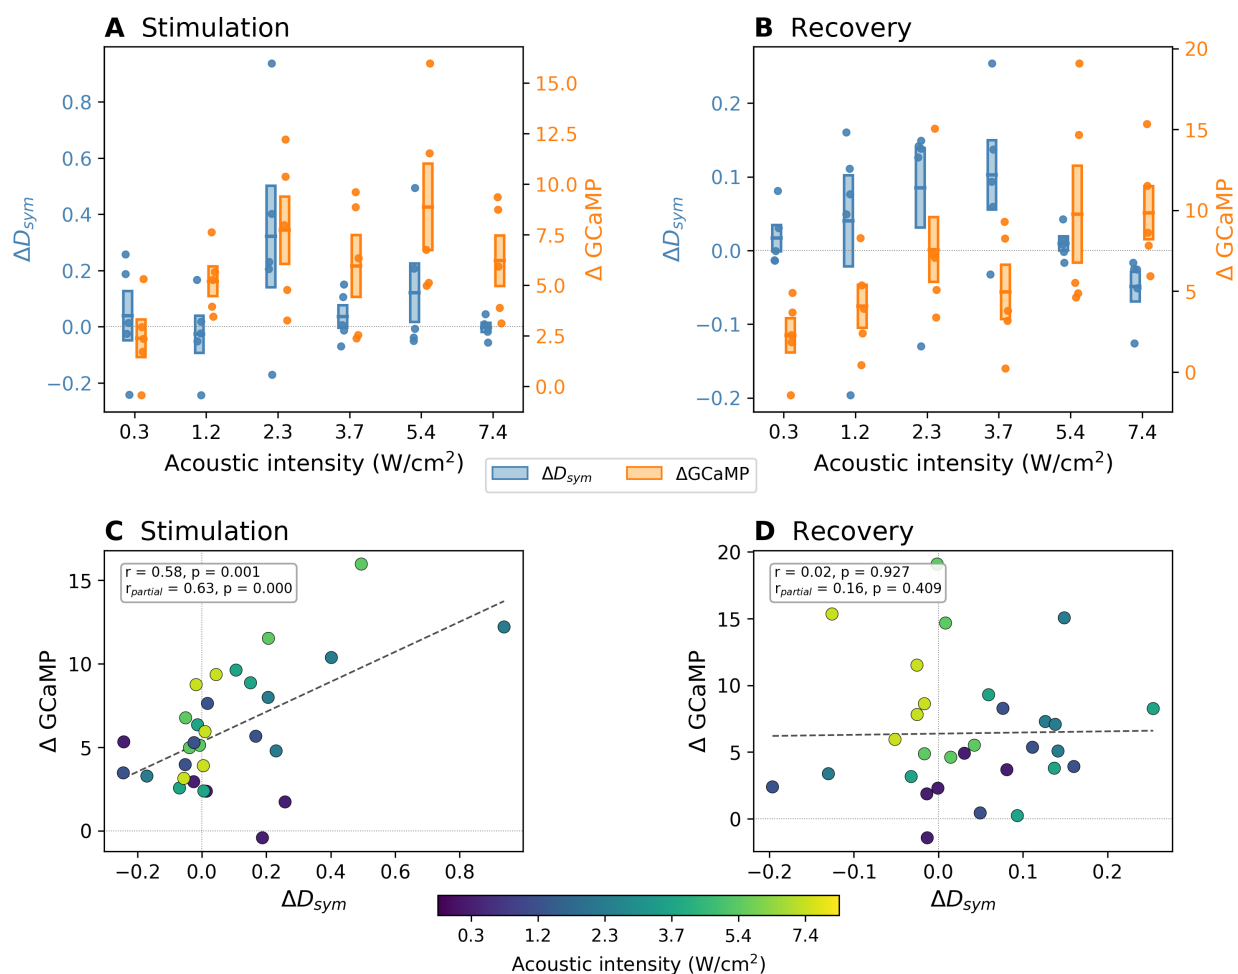 A Stimulation
0.8
0.6
0.4
0.2
0.0
−0.2
ΔD_sym
15.0
12.5
10.0
7.5
5.0
2.5
0.0
Δ GCaMP
0.3 1.2 2.3 3.7 5.4 7.4
Acoustic intensity (W/cm²)
B Recovery
0.2
0.1
0.0
−0.1
−0.2
ΔD_sym
20
15
10
5
0
Δ GCaMP
0.3 1.2 2.3 3.7 5.4 7.4
Acoustic intensity (W/cm²)
ΔD_sym ΔGCaMP
C Stimulation
r = 0.58, p = 0.001
r_partial = 0.63, p = 0.000
15
10
5
0
Δ GCaMP
−0.2 0.0 0.2 0.4 0.6 0.8
ΔD_sym
D Recovery
r = 0.02, p = 0.927
r_partial = 0.16, p = 0.409
20
15
10
5
0
Δ GCaMP
−0.2 −0.1 0.0 0.1 0.2
ΔD_sym
0.3 1.2 2.3 3.7 5.4 7.4
Acoustic intensity (W/cm²)